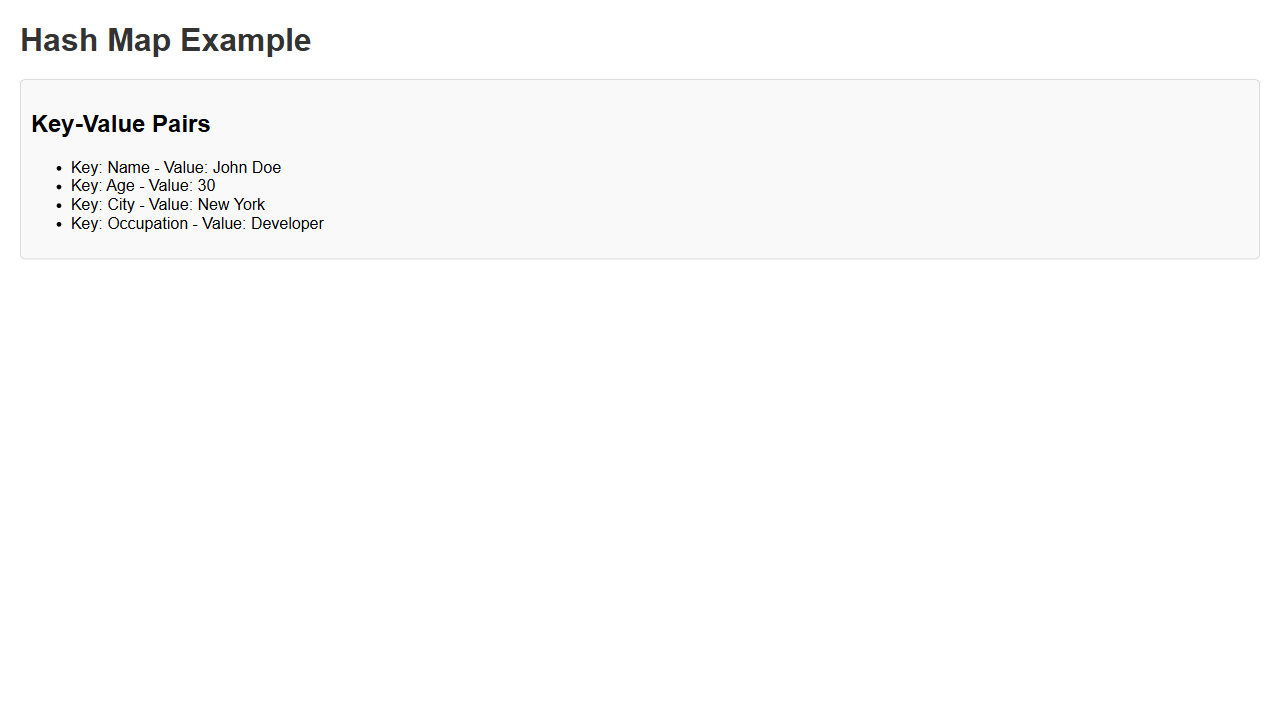 Hash Map Example
Key-Value Pairs
• Key: Name - Value: John Doe
• Key: Age - Value: 30
• Key: City - Value: New York
• Key: Occupation - Value: Developer